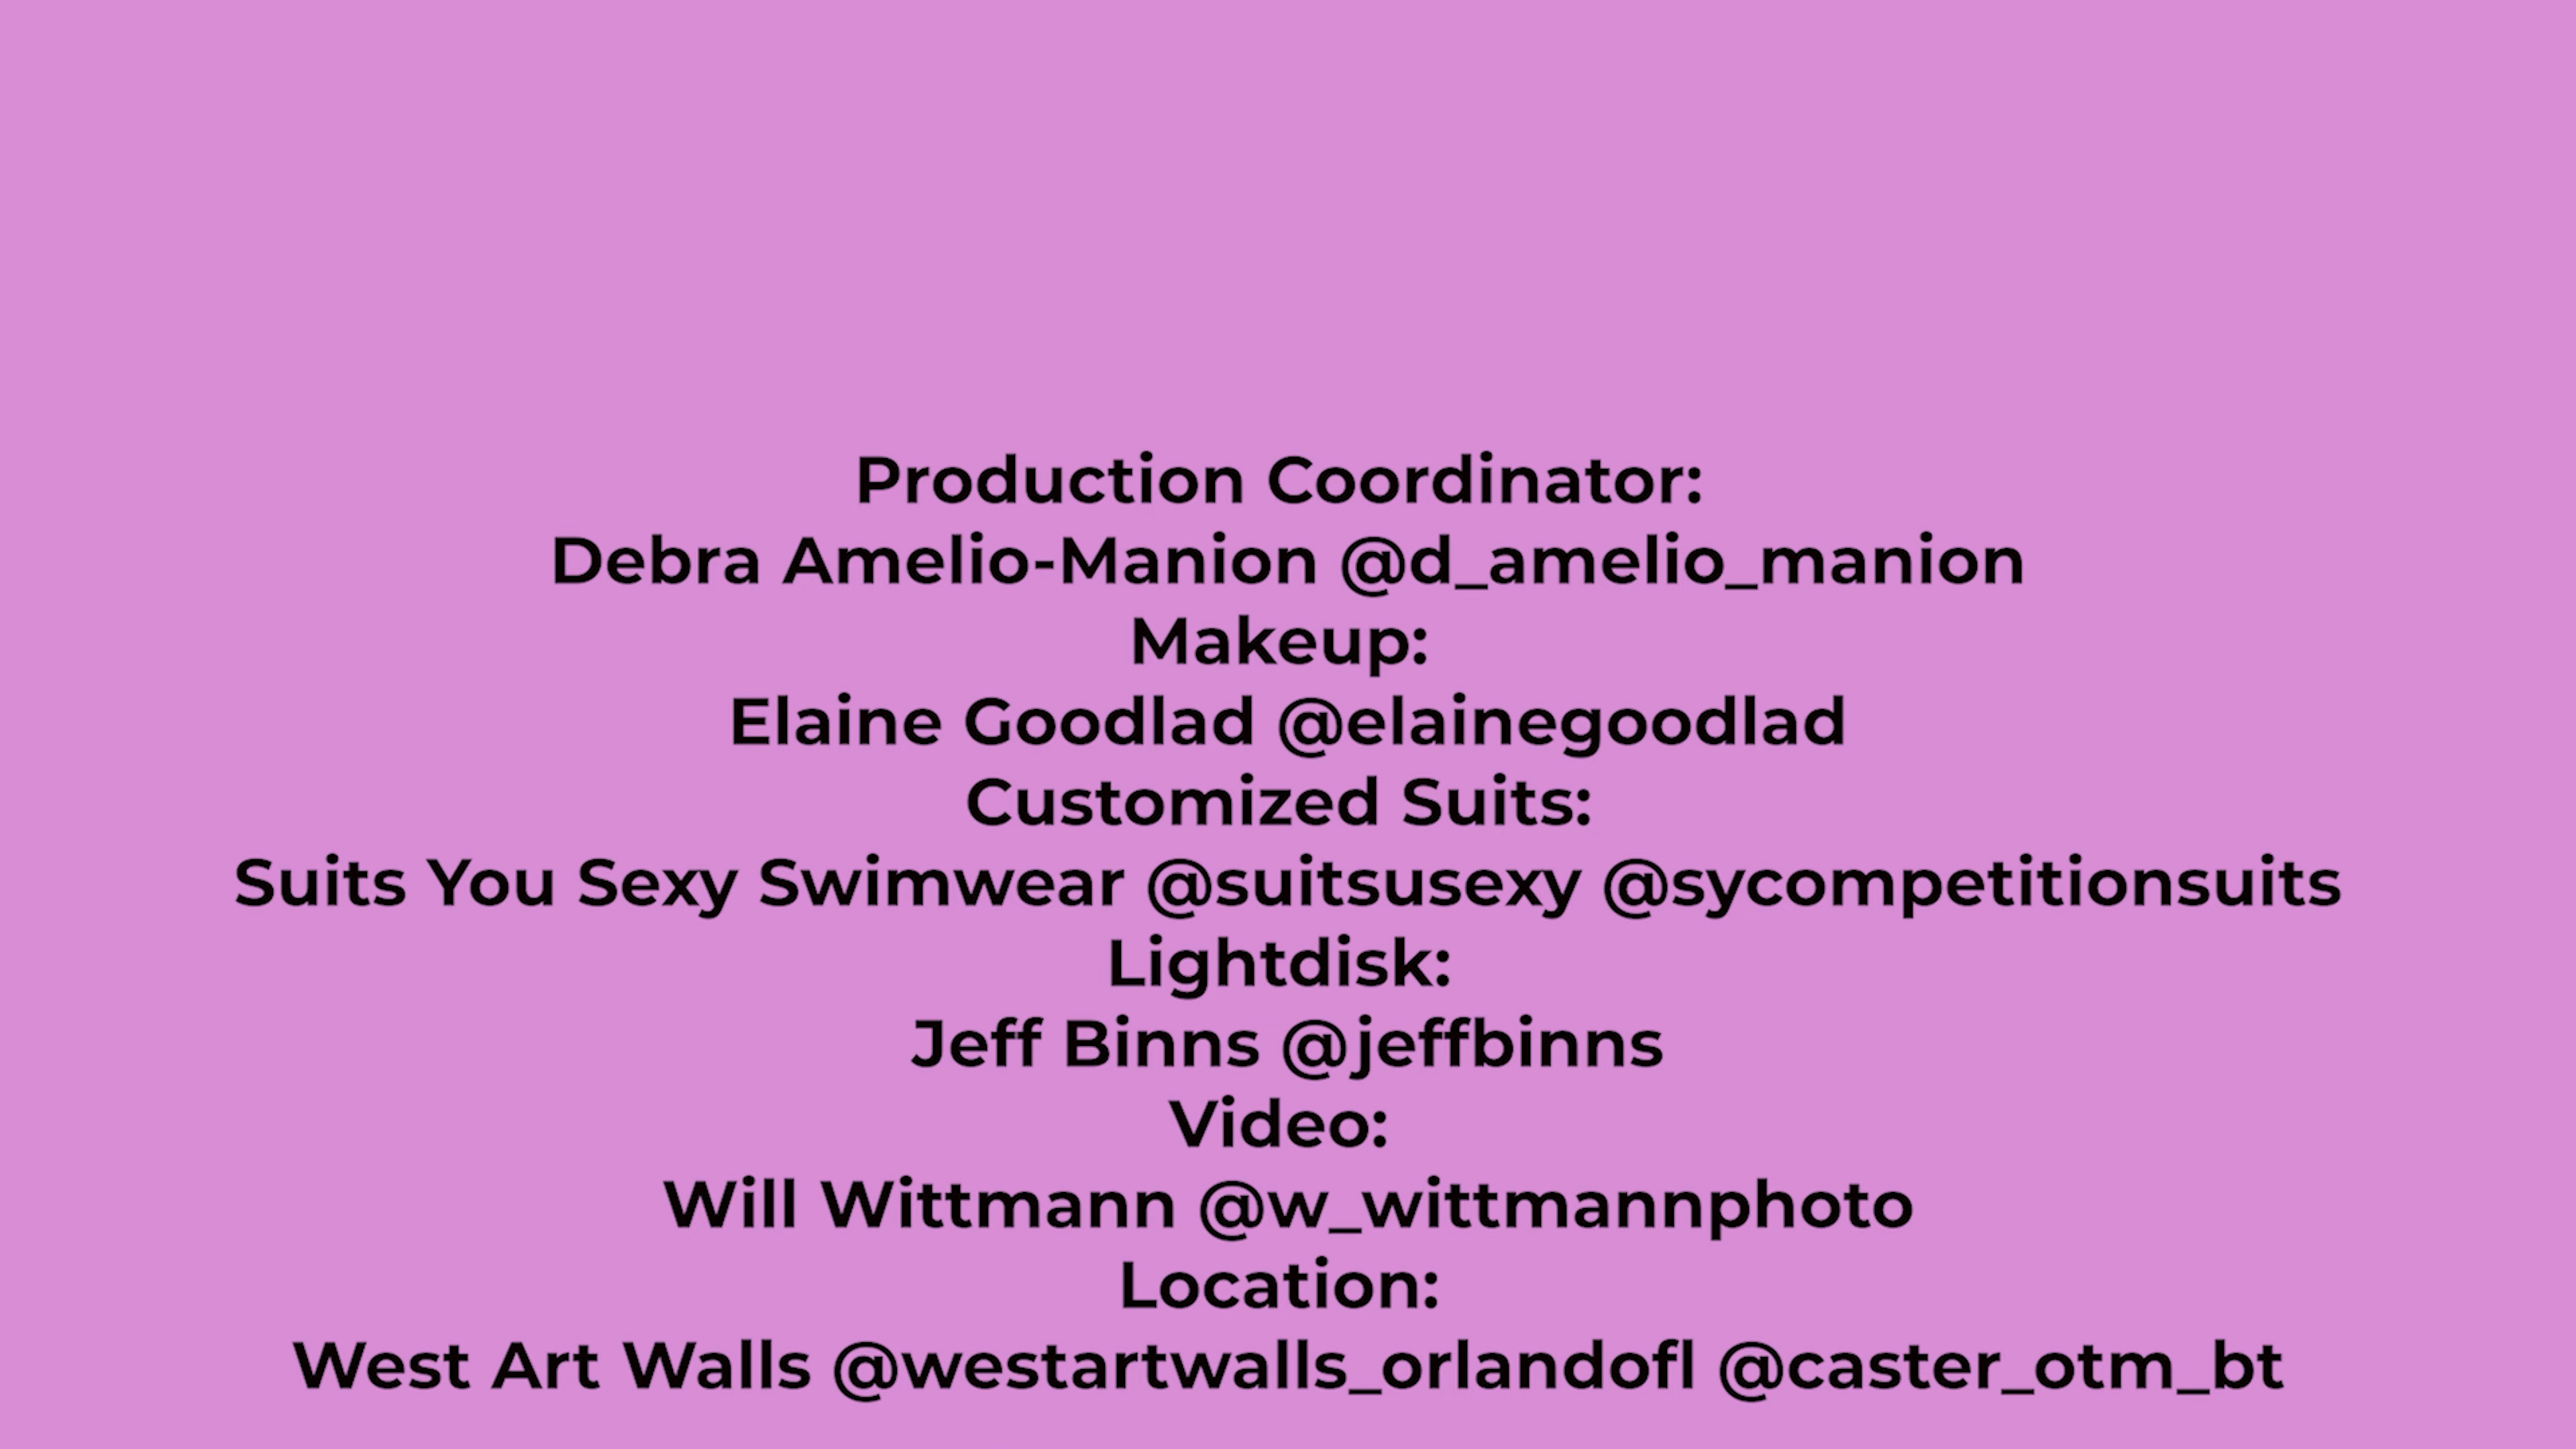 Production Coordinator:
Debra Amelio-Manion @d_amelio_manion
Makeup:
Elaine Goodlad @elainegoodlad
Customized Suits:
Suits You Sexy Swimwear @suitsusexy @sycompetitionsuits
Lightdisk:
Jeff Binns @jeffbinns
Video:
Will Wittmann @w_wittmannphoto
Location:
West Art Walls @westartwalls_orlandofl @caster_otm_bt